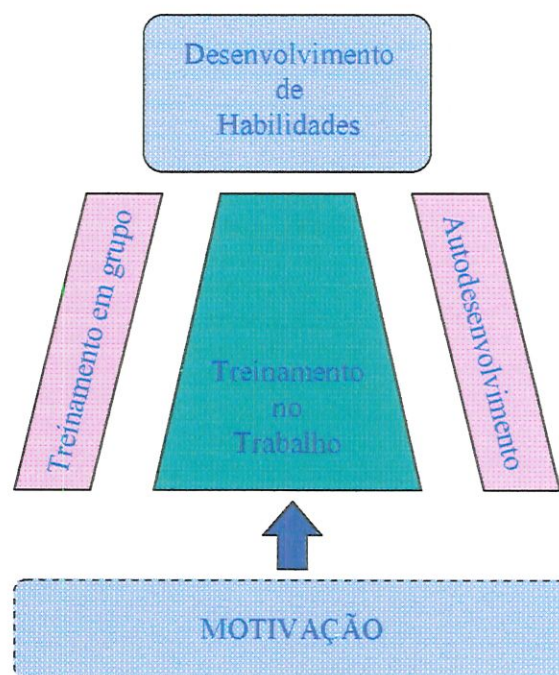 Desenvolvimento
de
Habilidades
Treinamento em grupo
Treinamento
no
Trabalho
Autodesenvolvimento
MOTIVAÇÃO